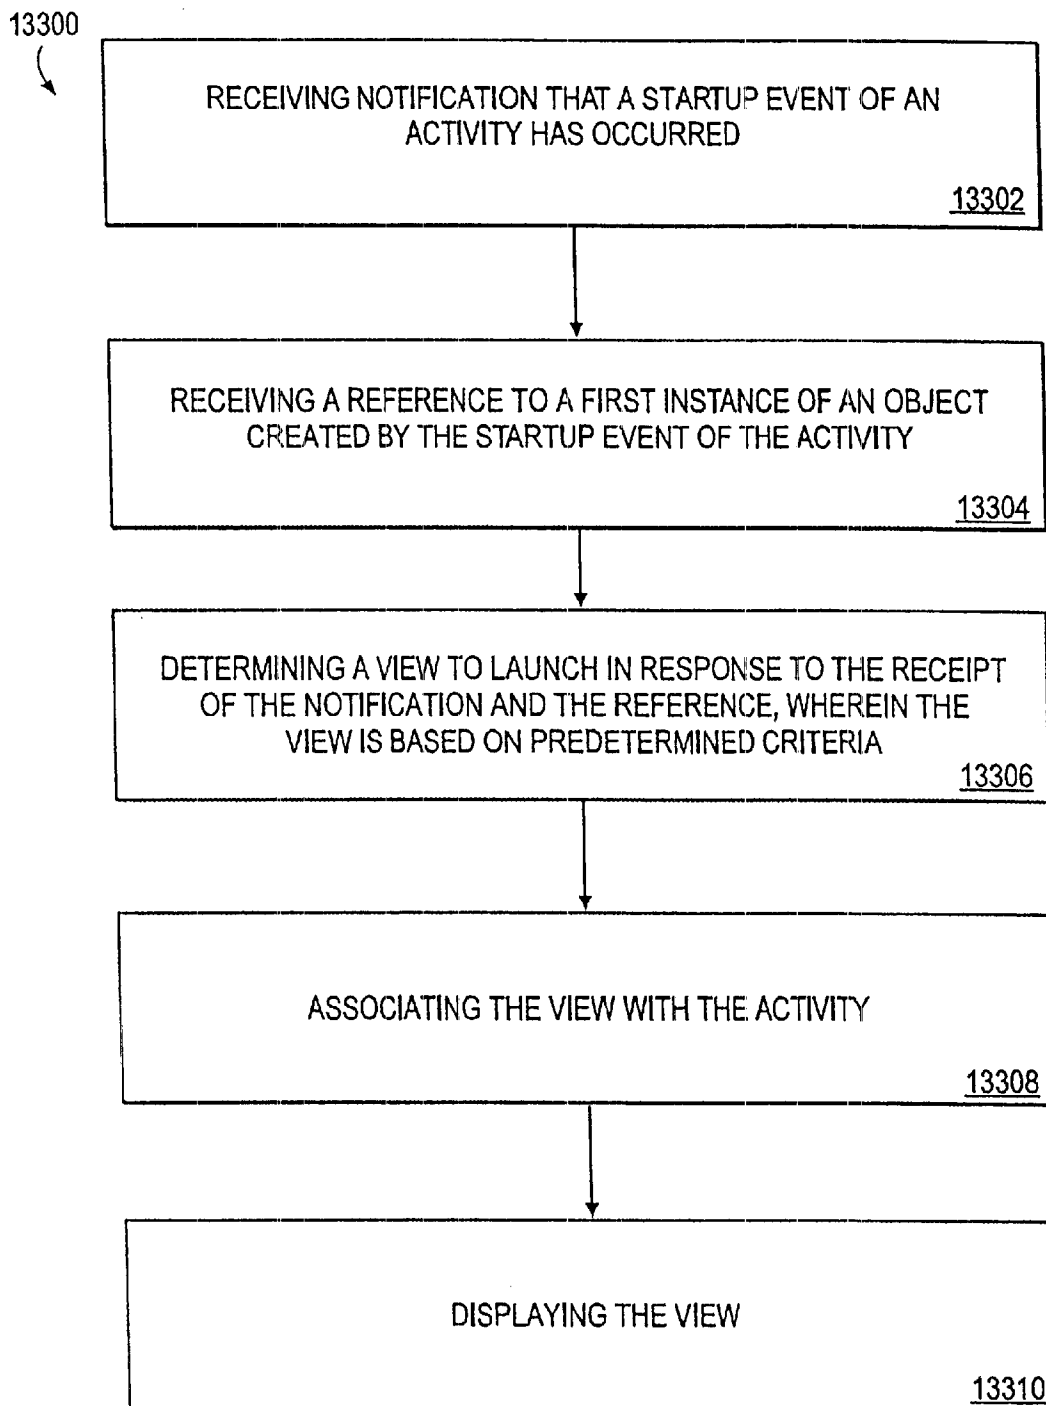 13300
RECEIVING NOTIFICATION THAT A STARTUP EVENT OF AN
ACTIVITY HAS OCCURRED
13302
RECEIVING A REFERENCE TO A FIRST INSTANCE OF AN OBJECT
CREATED BY THE STARTUP EVENT OF THE ACTIVITY
13304
DETERMINING A VIEW TO LAUNCH IN RESPONSE TO THE RECEIPT
OF THE NOTIFICATION AND THE REFERENCE, WHEREIN THE
VIEW IS BASED ON PREDETERMINED CRITERIA
13306
ASSOCIATING THE VIEW WITH THE ACTIVITY
13308
DISPLAYING THE VIEW
13310